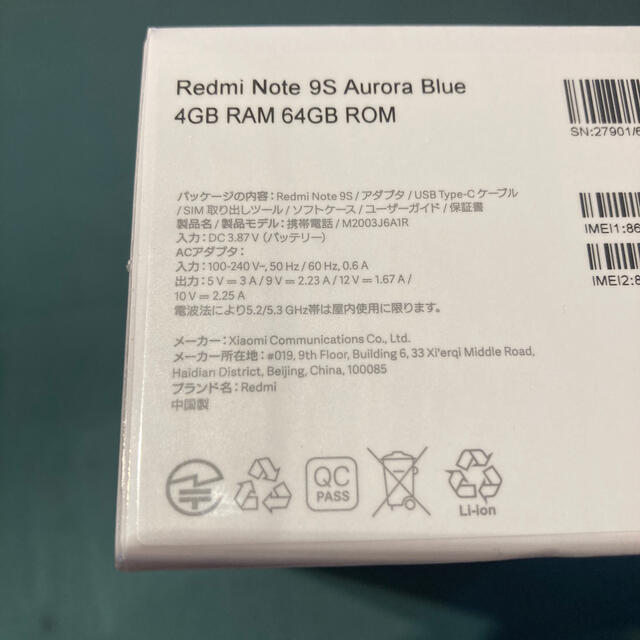 Redmi Note 9S Aurora Blue
4GB RAM 64GB ROM
SN:27901/6
パッケージの内容：Redmi Note 9S / アダプタ / USB Type-C ケーブル
/ SIM 取り出しツール / ソフトケース / ユーザーガイド / 保証書
製品名 / 製品モデル：携帯電話 / M2003J6A1R
入力：DC 3.87 V（バッテリー）
ACアダプタ：
入力：100-240 V~, 50 Hz / 60 Hz, 0.6 A
出力：5 V ⎓ 3 A / 9 V ⎓ 2.23 A / 12 V ⎓ 1.67 A /
10 V ⎓ 2.25 A
電波法により5.2/5.3 GHz帯は屋内使用に限ります。
IMEI1:86
IMEI2:8
メーカー：Xiaomi Communications Co., Ltd.
メーカー所在地：#019, 9th Floor, Building 6, 33 Xi'erqi Middle Road,
Haidian District, Beijing, China, 100085
ブランド名：Redmi
中国製
QC
PASS
Li-ion